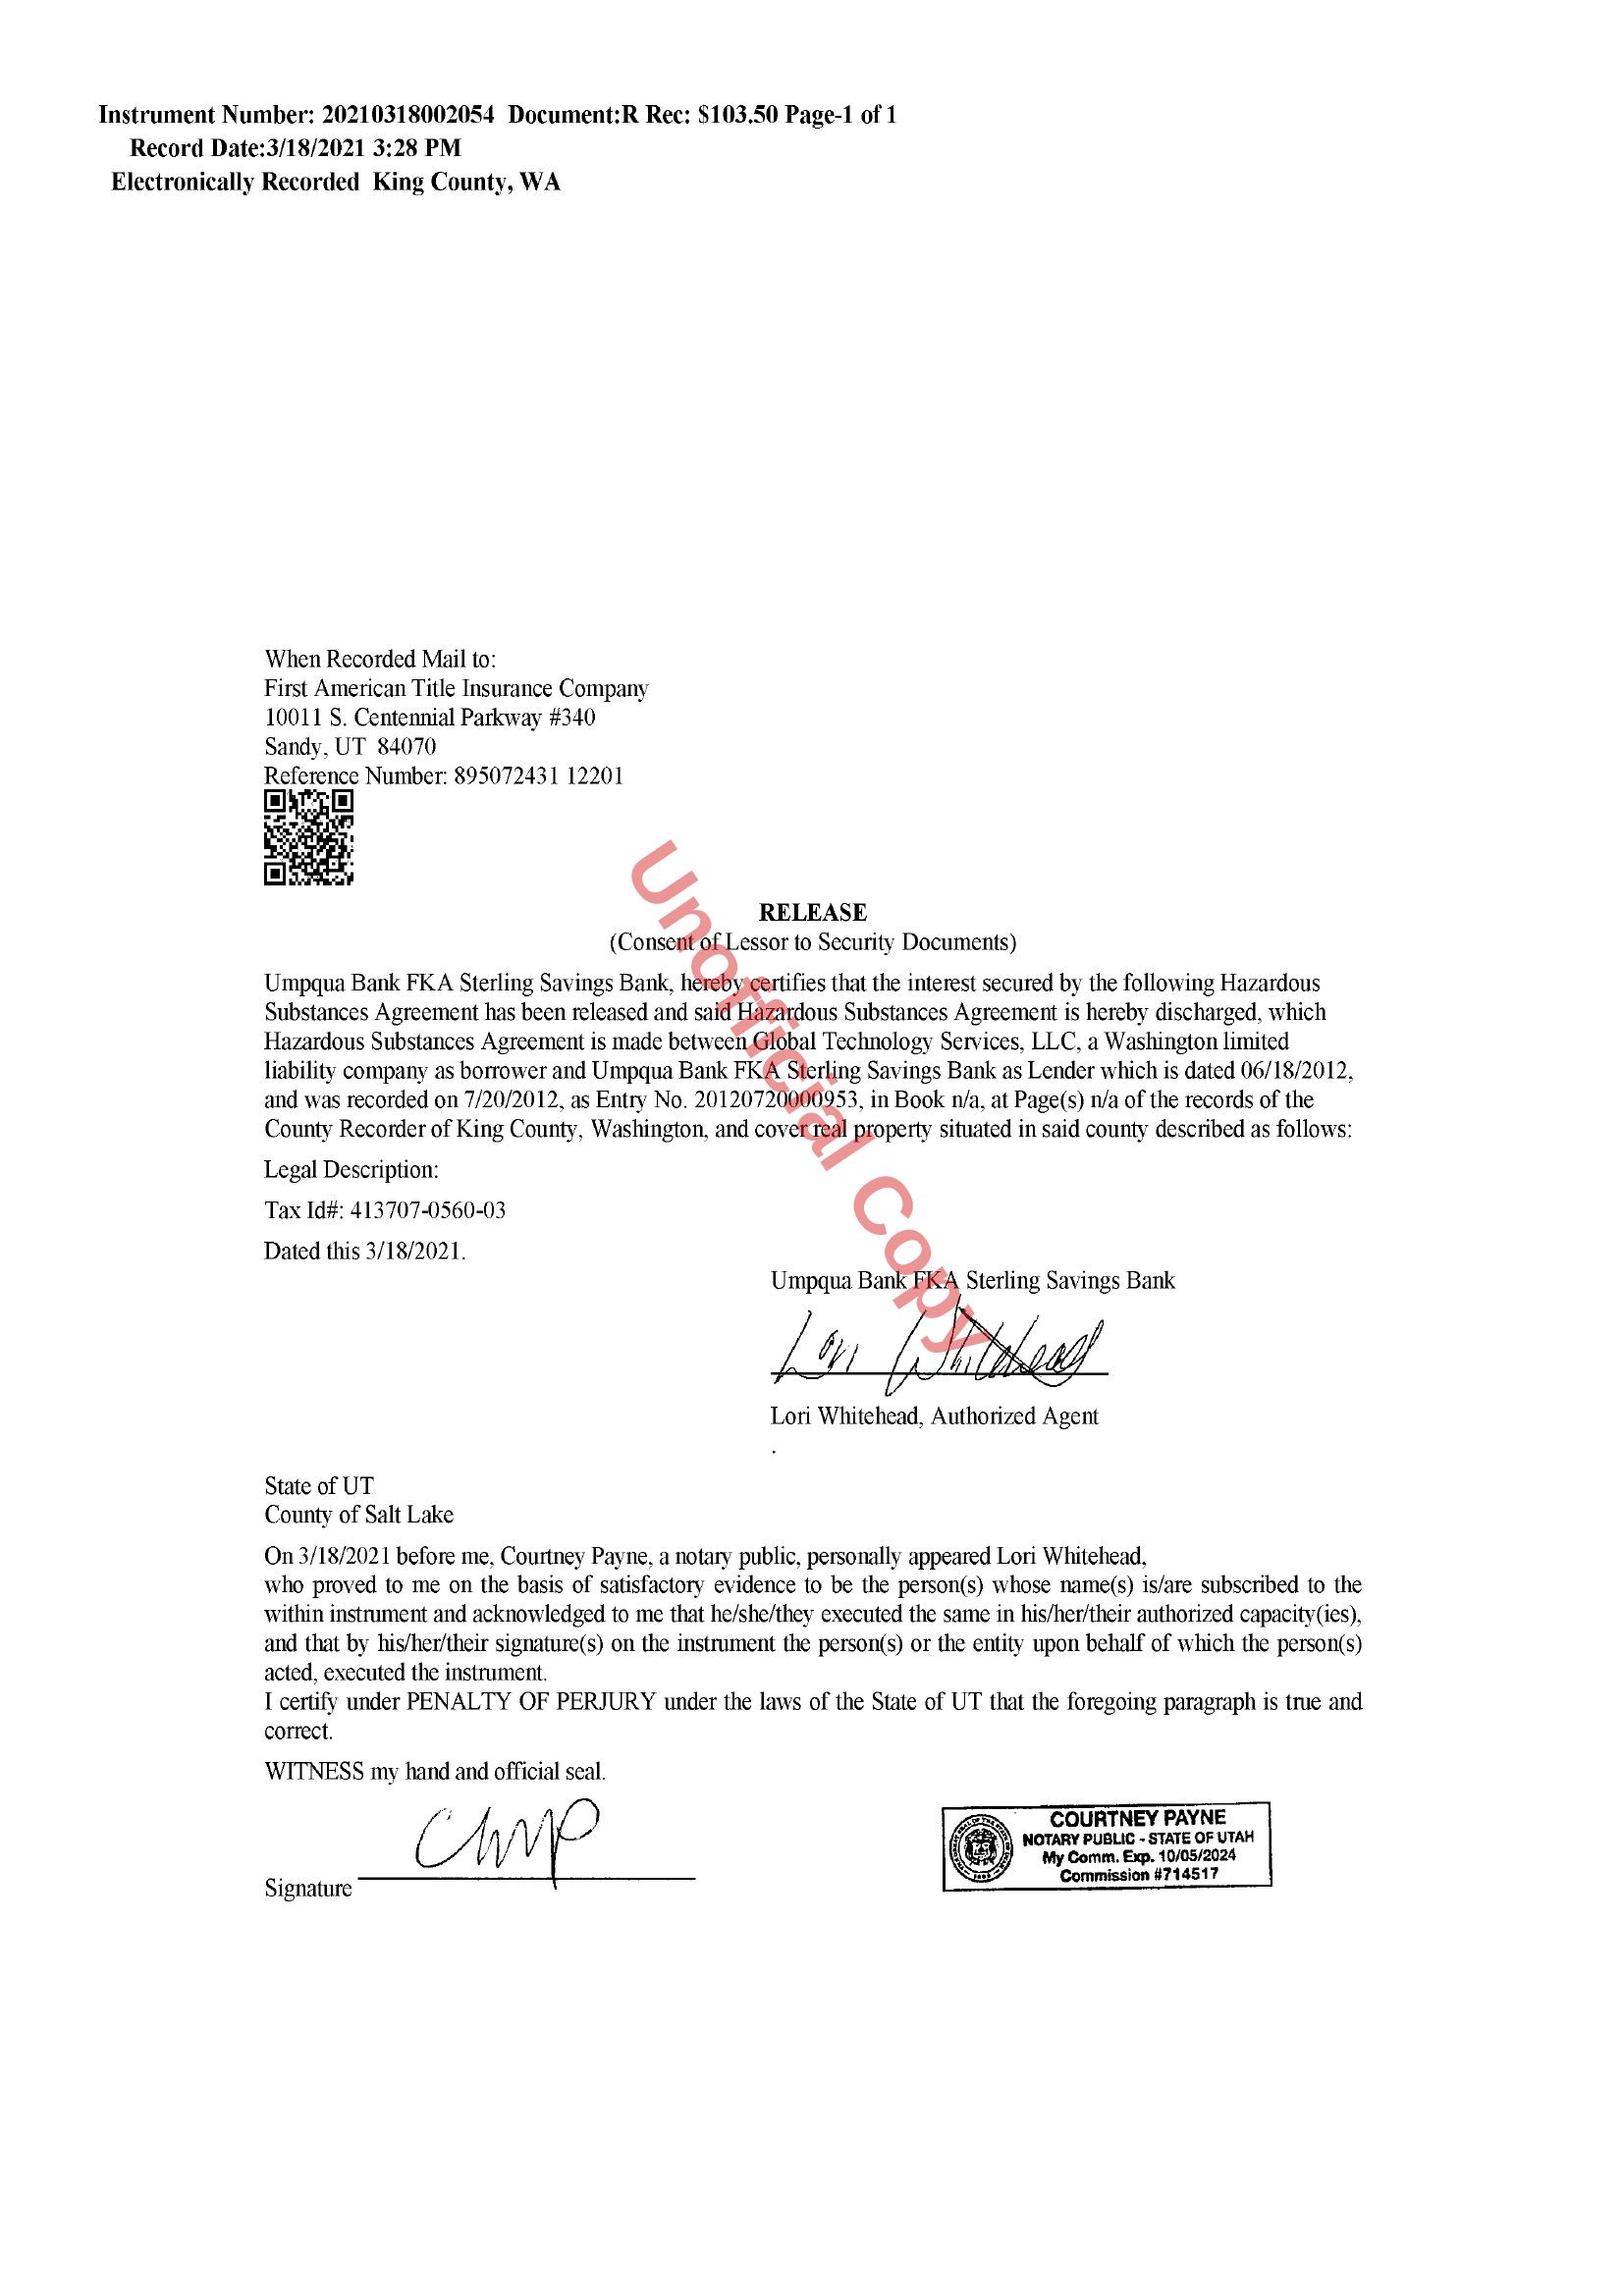 Instrument Number: 20210318002054 Document:R Rec: $103.50 Page-1 of 1
Record Date:3/18/2021 3:28 PM
Electronically Recorded King County, WA
When Recorded Mail to:
First American Title Insurance Company
10011 S. Centennial Parkway #340
Sandy, UT 84070
Reference Number: 895072431 12201
Unofficial Copy
RELEASE
(Consent of Lessor to Security Documents)
Umpqua Bank FKA Sterling Savings Bank, hereby certifies that the interest secured by the following Hazardous
Substances Agreement has been released and said Hazardous Substances Agreement is hereby discharged, which
Hazardous Substances Agreement is made between Global Technology Services, LLC, a Washington limited
liability company as borrower and Umpqua Bank FKA Sterling Savings Bank as Lender which is dated 06/18/2012,
and was recorded on 7/20/2012, as Entry No. 20120720000953, in Book n/a, at Page(s) n/a of the records of the
County Recorder of King County, Washington, and cover real property situated in said county described as follows:
Legal Description:
Tax Id#: 413707-0560-03
Dated this 3/18/2021.
Umpqua Bank FKA Sterling Savings Bank
Lori Whitehead
Lori Whitehead, Authorized Agent
.
State of UT
County of Salt Lake
On 3/18/2021 before me, Courtney Payne, a notary public, personally appeared Lori Whitehead,
who proved to me on the basis of satisfactory evidence to be the person(s) whose name(s) is/are subscribed to the
within instrument and acknowledged to me that he/she/they executed the same in his/her/their authorized capacity(ies),
and that by his/her/their signature(s) on the instrument the person(s) or the entity upon behalf of which the person(s)
acted, executed the instrument.
I certify under PENALTY OF PERJURY under the laws of the State of UT that the foregoing paragraph is true and
correct.
WITNESS my hand and official seal.
Signature
COURTNEY PAYNE
NOTARY PUBLIC - STATE OF UTAH
My Comm. Exp. 10/05/2024
Commission #714517